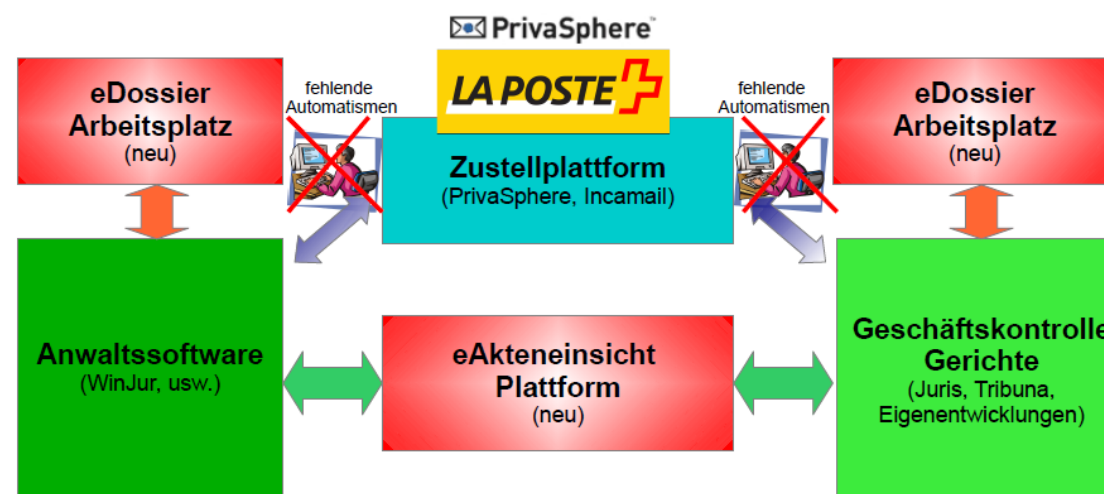 PrivaSphere™
LA POSTE
eDossier
Arbeitsplatz
(neu)
fehlende
Automatismen
Zustellplattform
(PrivaSphere, Incamail)
fehlende
Automatismen
eDossier
Arbeitsplatz
(neu)
Anwaltssoftware
(WinJur, usw.)
eAkteneinsicht
Plattform
(neu)
Geschäftskontrolle
Gerichte
(Juris, Tribuna,
Eigenentwicklungen)